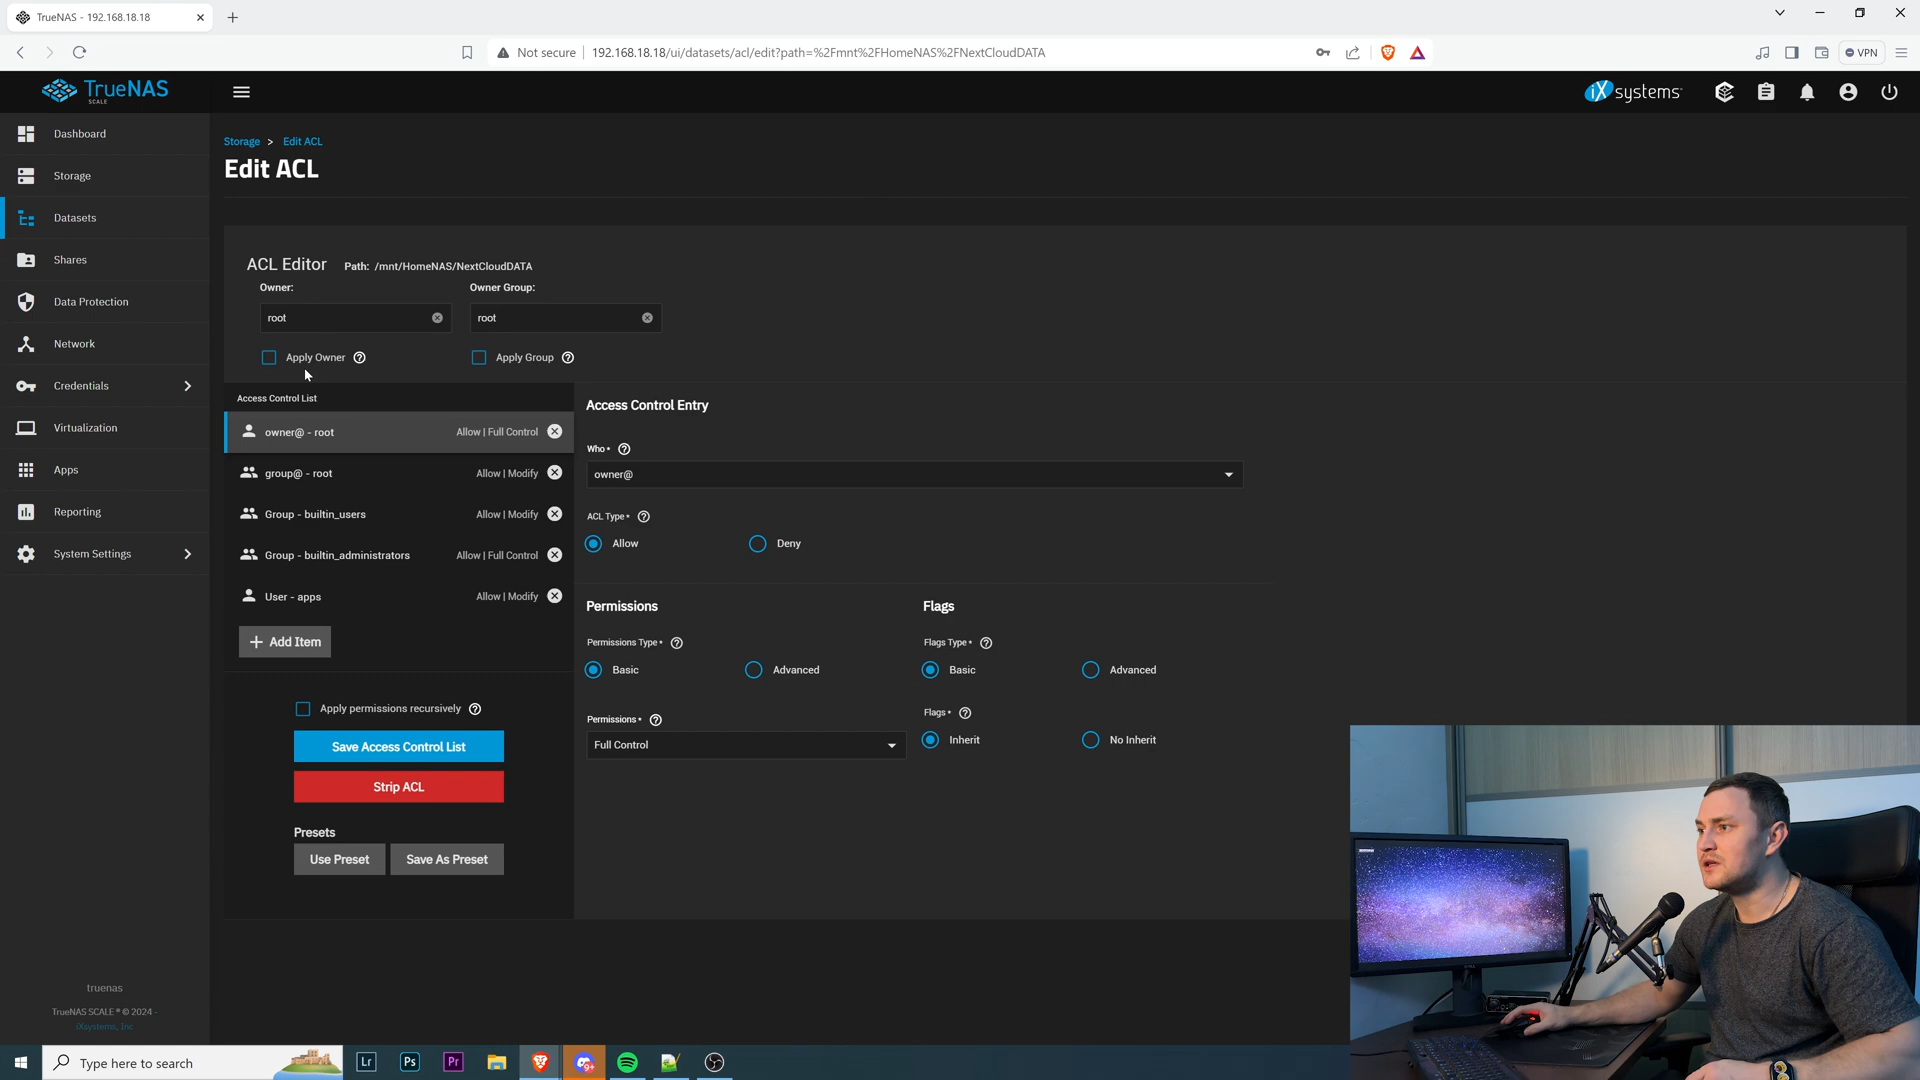 TrueNAS - 192.168.18.18
Not secure
192.168.18.18/ui/datasets/acl/edit?path=%2Fmnt%2FHomeNAS%2FNextCloudDATA
VPN
TrueNAS
SCALE
iXsystems
Dashboard
Storage
Datasets
Shares
Data Protection
Network
Credentials
Virtualization
Apps
Reporting
System Settings
truenas
TrueNAS SCALE ® © 2024 -
iXsystems, Inc
Storage > Edit ACL
Edit ACL
ACL Editor Path: /mnt/HomeNAS/NextCloudDATA
Owner: Owner Group:
root root
Apply Owner Apply Group
Access Control List
owner@ - root Allow | Full Control
group@ - root Allow | Modify
Group - builtin_users Allow | Modify
Group - builtin_administrators Allow | Full Control
User - apps Allow | Modify
+ Add Item
Apply permissions recursively
Save Access Control List
Strip ACL
Presets
Use Preset Save As Preset
Access Control Entry
Who*
owner@
ACL Type*
Allow Deny
Permissions
Permissions Type*
Basic Advanced
Permissions*
Full Control
Flags
Flags Type*
Basic Advanced
Flags*
Inherit No Inherit
Type here to search
Lr
Ps
Pr
9+